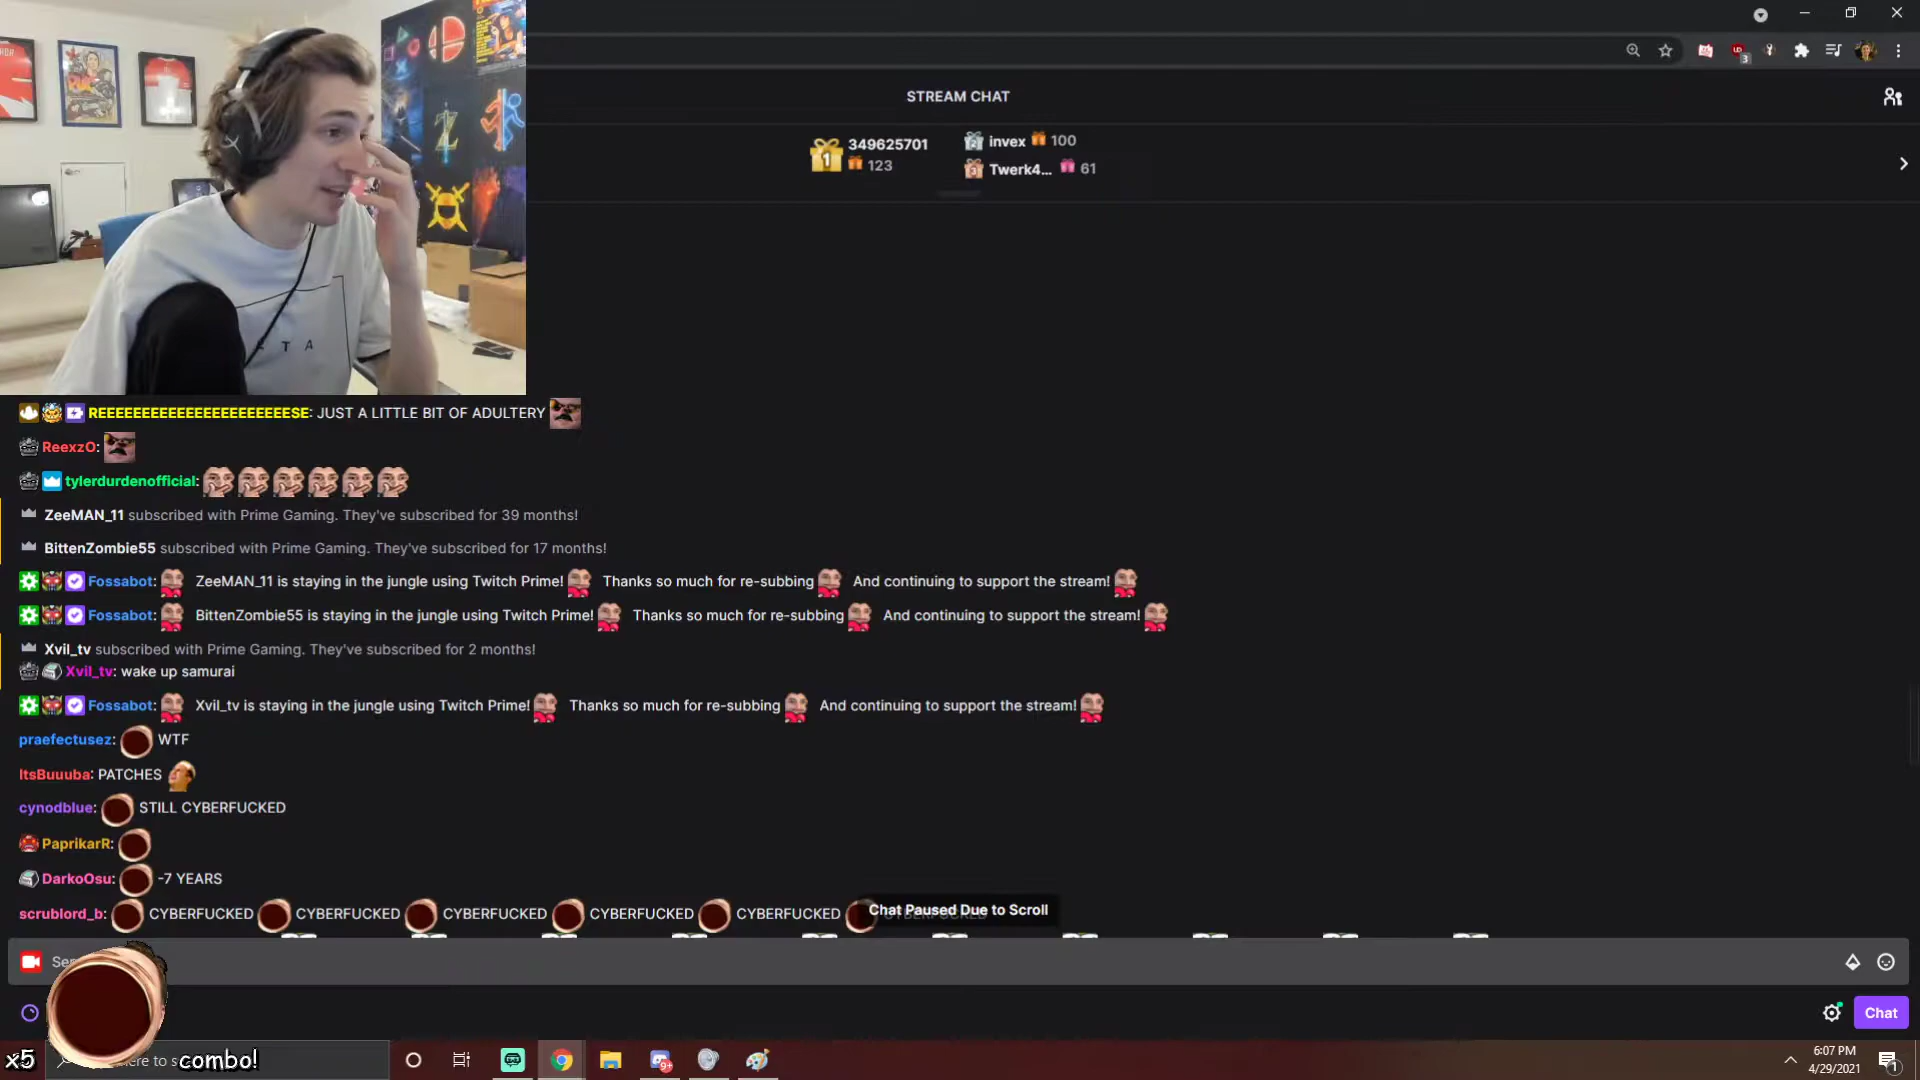 STREAM CHAT
349625701
123
invex 100
Twerk4... 61
REEEEEEEEEEEEEEEEEEEEEESE: JUST A LITTLE BIT OF ADULTERY
ReexzO:
tylerdurdenofficial:
ZeeMAN_11 subscribed with Prime Gaming. They've subscribed for 39 months!
BittenZombie55 subscribed with Prime Gaming. They've subscribed for 17 months!
Fossabot: ZeeMAN_11 is staying in the jungle using Twitch Prime! Thanks so much for re-subbing And continuing to support the stream!
Fossabot: BittenZombie55 is staying in the jungle using Twitch Prime! Thanks so much for re-subbing And continuing to support the stream!
Xvil_tv subscribed with Prime Gaming. They've subscribed for 2 months!
Xvil_tv: wake up samurai
Fossabot: Xvil_tv is staying in the jungle using Twitch Prime! Thanks so much for re-subbing And continuing to support the stream!
praefectusez: WTF
ItsBuuuba: PATCHES
cynodblue: STILL CYBERFUCKED
PaprikarR:
DarkoOsu: -7 YEARS
scrublord_b: CYBERFUCKED CYBERFUCKED CYBERFUCKED CYBERFUCKED CYBERFUCKED
Chat Paused Due to Scroll
Chat
x5 combo!
here to
6:07 PM
4/29/2021